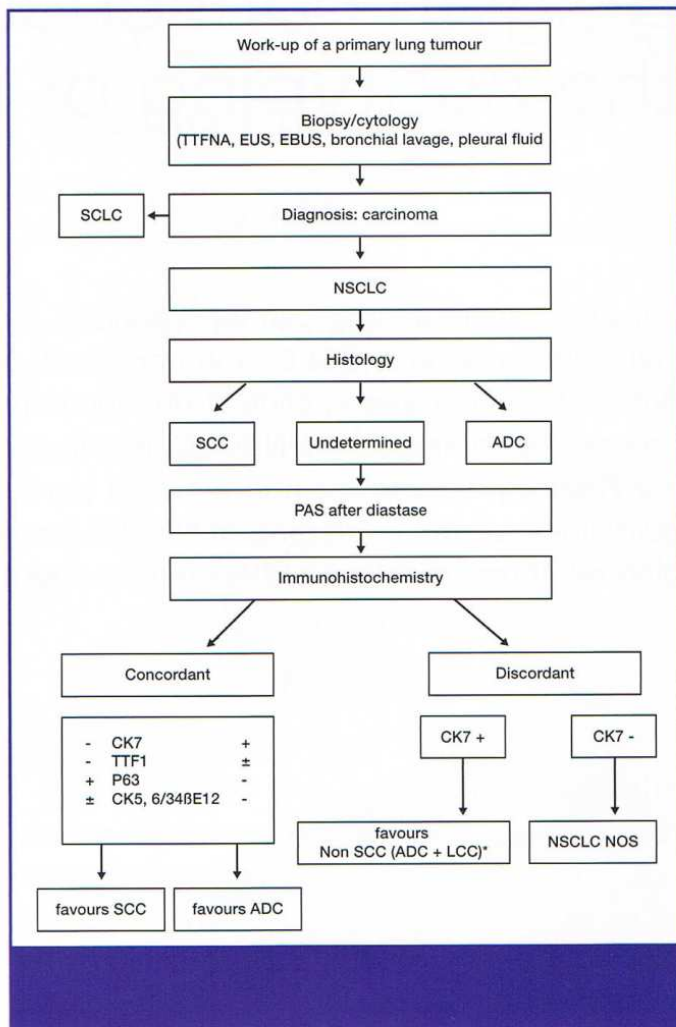 Work-up of a primary lung tumour
Biopsy/cytology
(TTFNA, EUS, EBUS, bronchial lavage, pleural fluid
SCLC
Diagnosis: carcinoma
NSCLC
Histology
SCC
Undetermined
ADC
PAS after diastase
Immunohistochemistry
Concordant
Discordant
- CK7 +
- TTF1 ±
+ P63 -
± CK5, 6/34ßE12 -
CK7 +
CK7 -
favours
Non SCC (ADC + LCC)*
NSCLC NOS
favours SCC
favours ADC